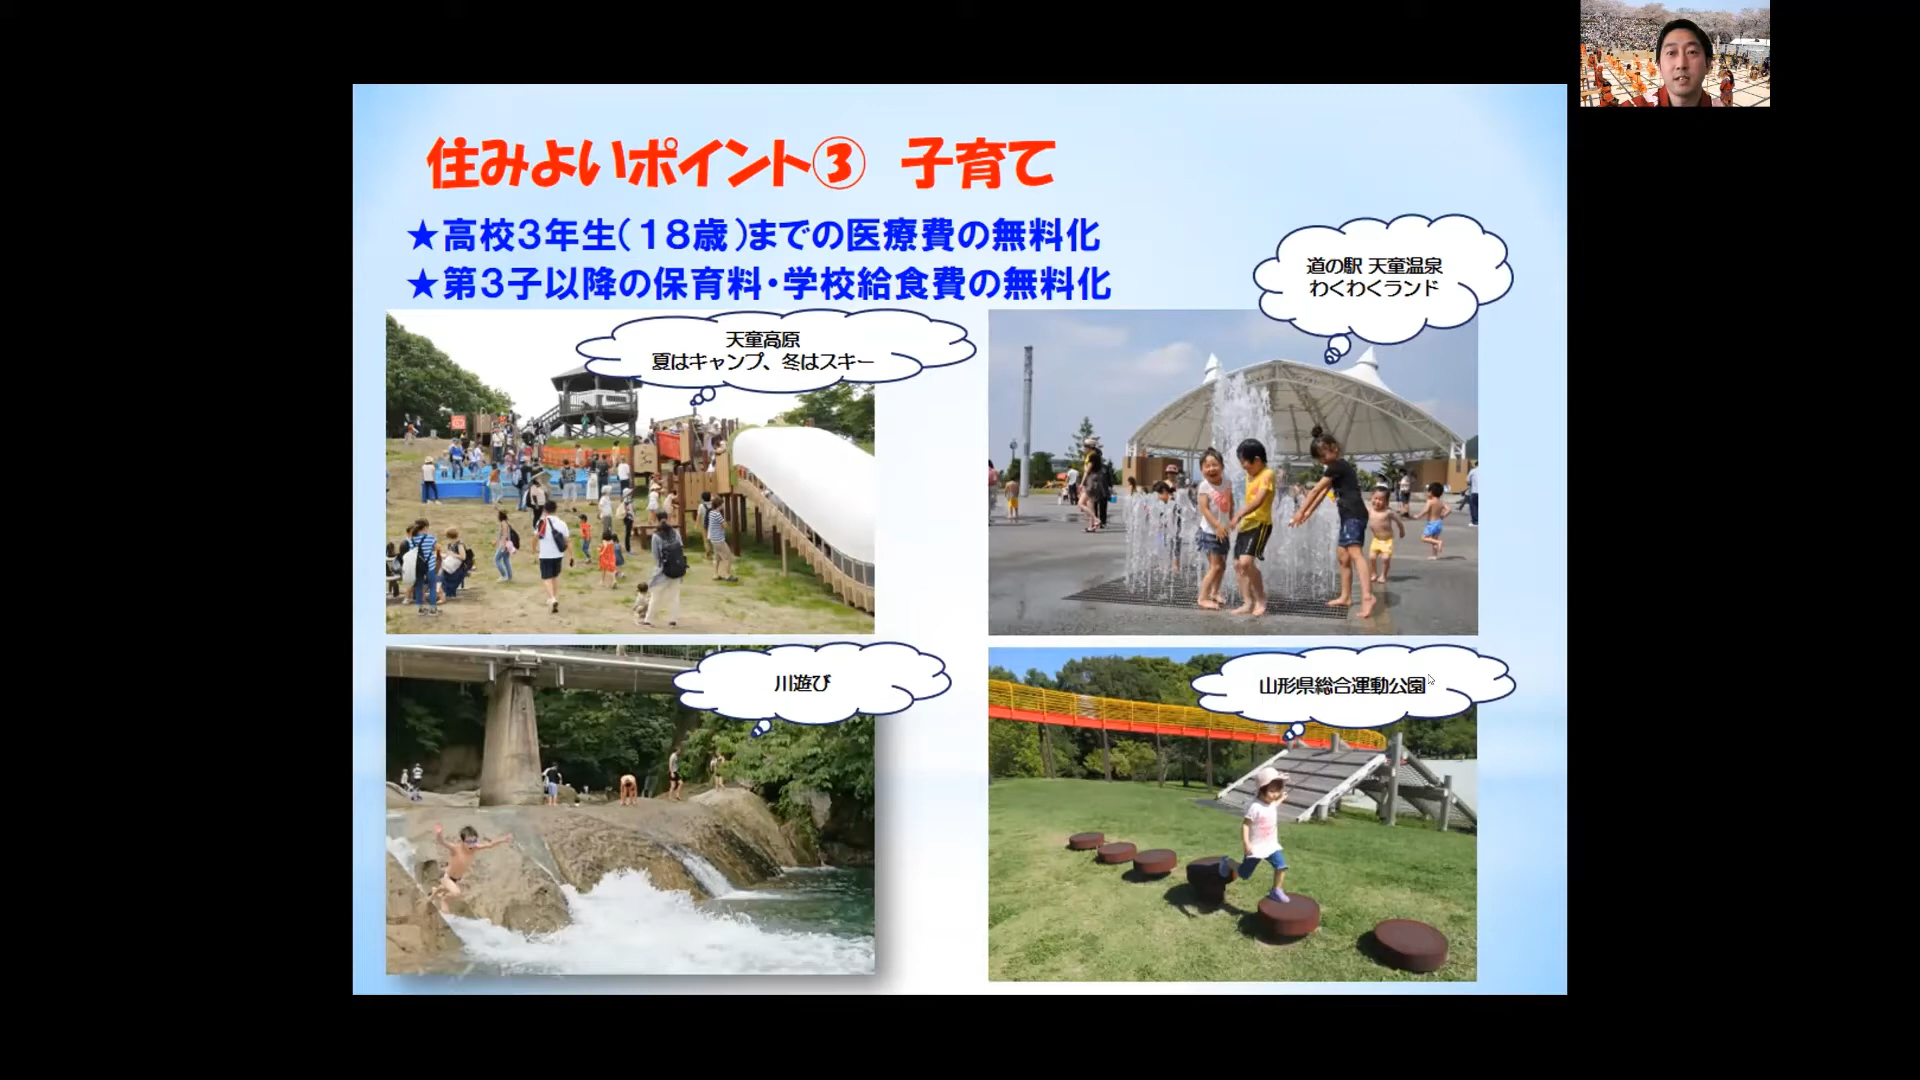 住みよいポイント③　子育て
★高校3年生(18歳)までの医療費の無料化
★第3子以降の保育料・学校給食費の無料化
道の駅 天童温泉
わくわくランド
天童高原
夏はキャンプ、冬はスキー
川遊び
山形県総合運動公園